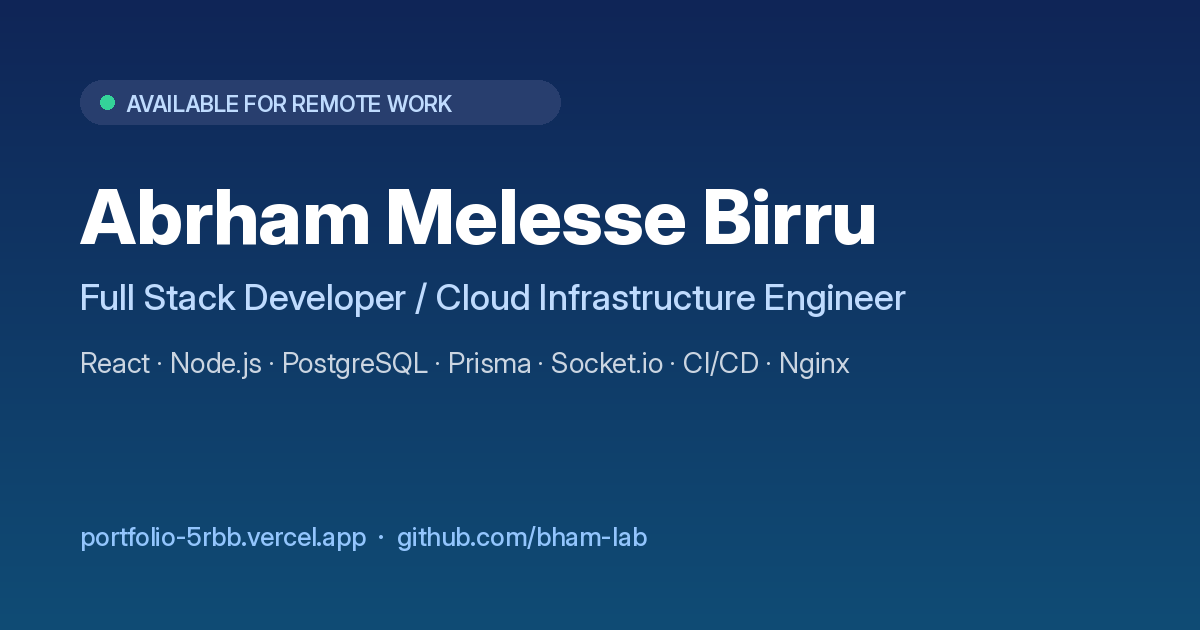 AVAILABLE FOR REMOTE WORK
Abrham Melesse Birru
Full Stack Developer / Cloud Infrastructure Engineer
React · Node.js · PostgreSQL · Prisma · Socket.io · CI/CD · Nginx
portfolio-5rbb.vercel.app · github.com/bham-lab